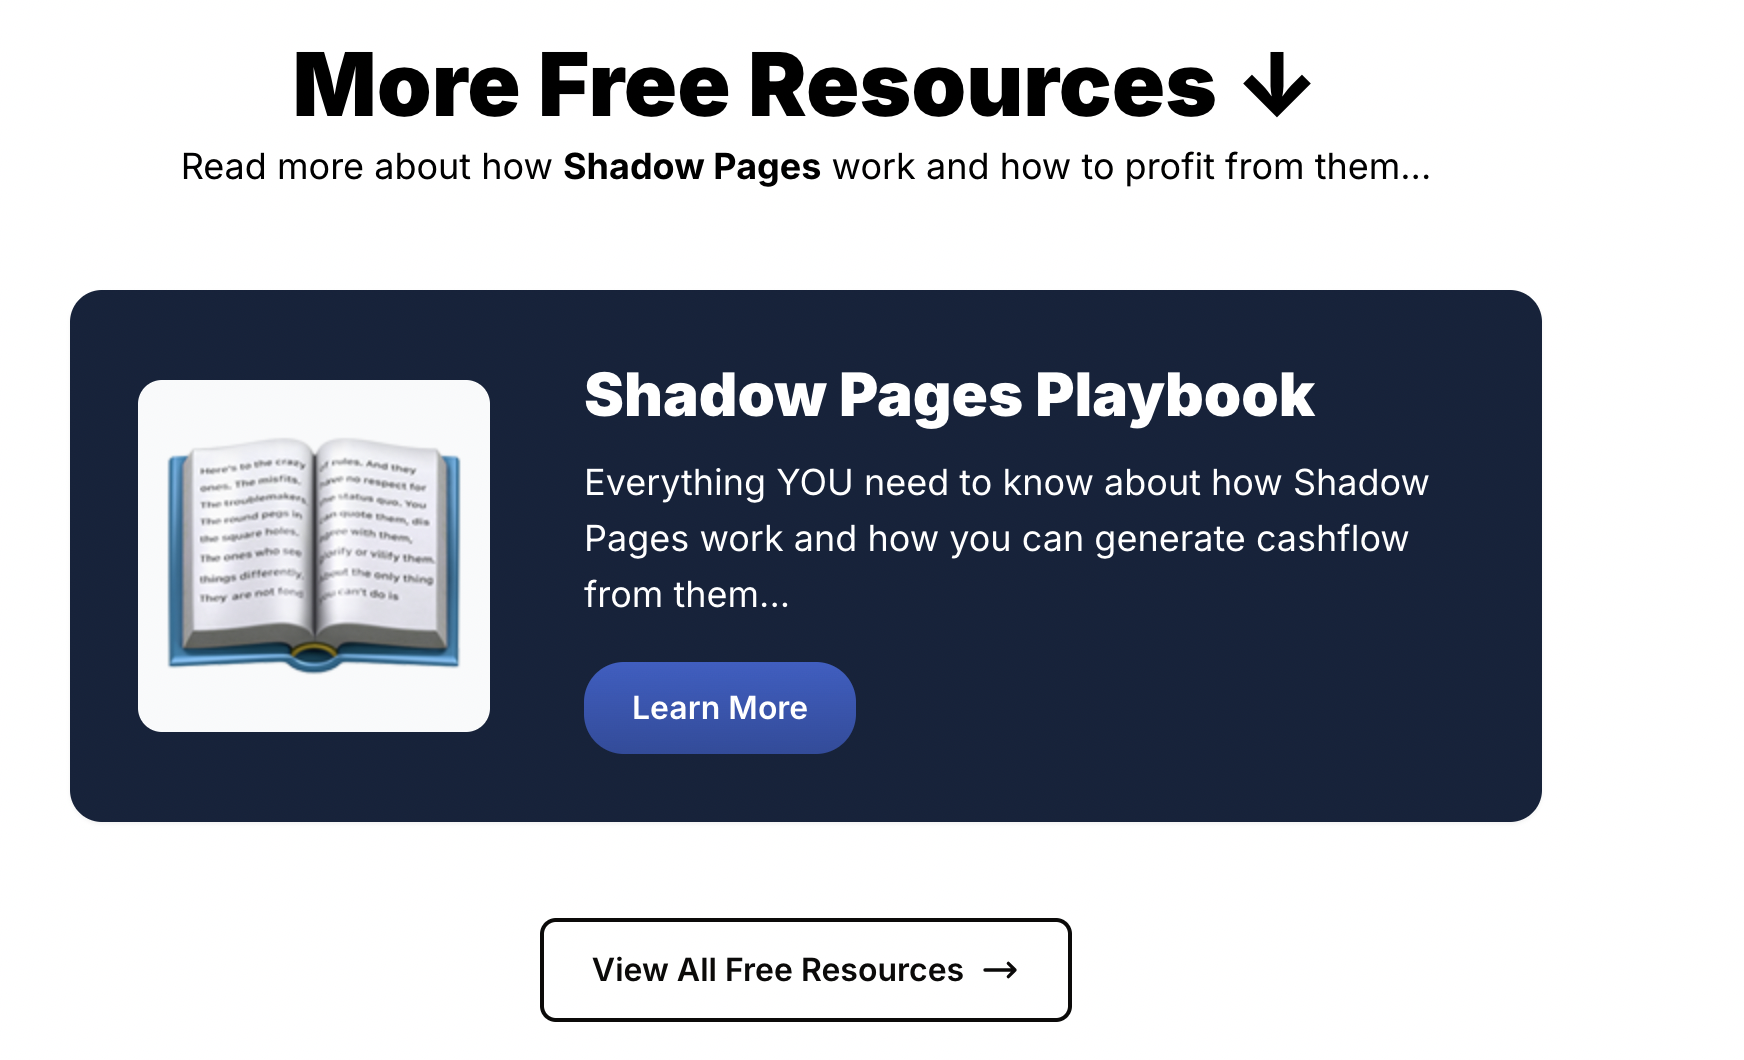 More Free Resources ↓
Read more about how Shadow Pages work and how to profit from them...
Here's to the crazy
ones. The misfits.
The troublemakers.
The round pegs in
the square holes.
The ones who see
things differently.
They are not fond
of rules. And they
have no respect for
the status quo. You
can quote them, dis
agree with them,
glorify or vilify them.
About the only thing
you can't do is
Shadow Pages Playbook
Everything YOU need to know about how Shadow
Pages work and how you can generate cashflow
from them...
Learn More
View All Free Resources →